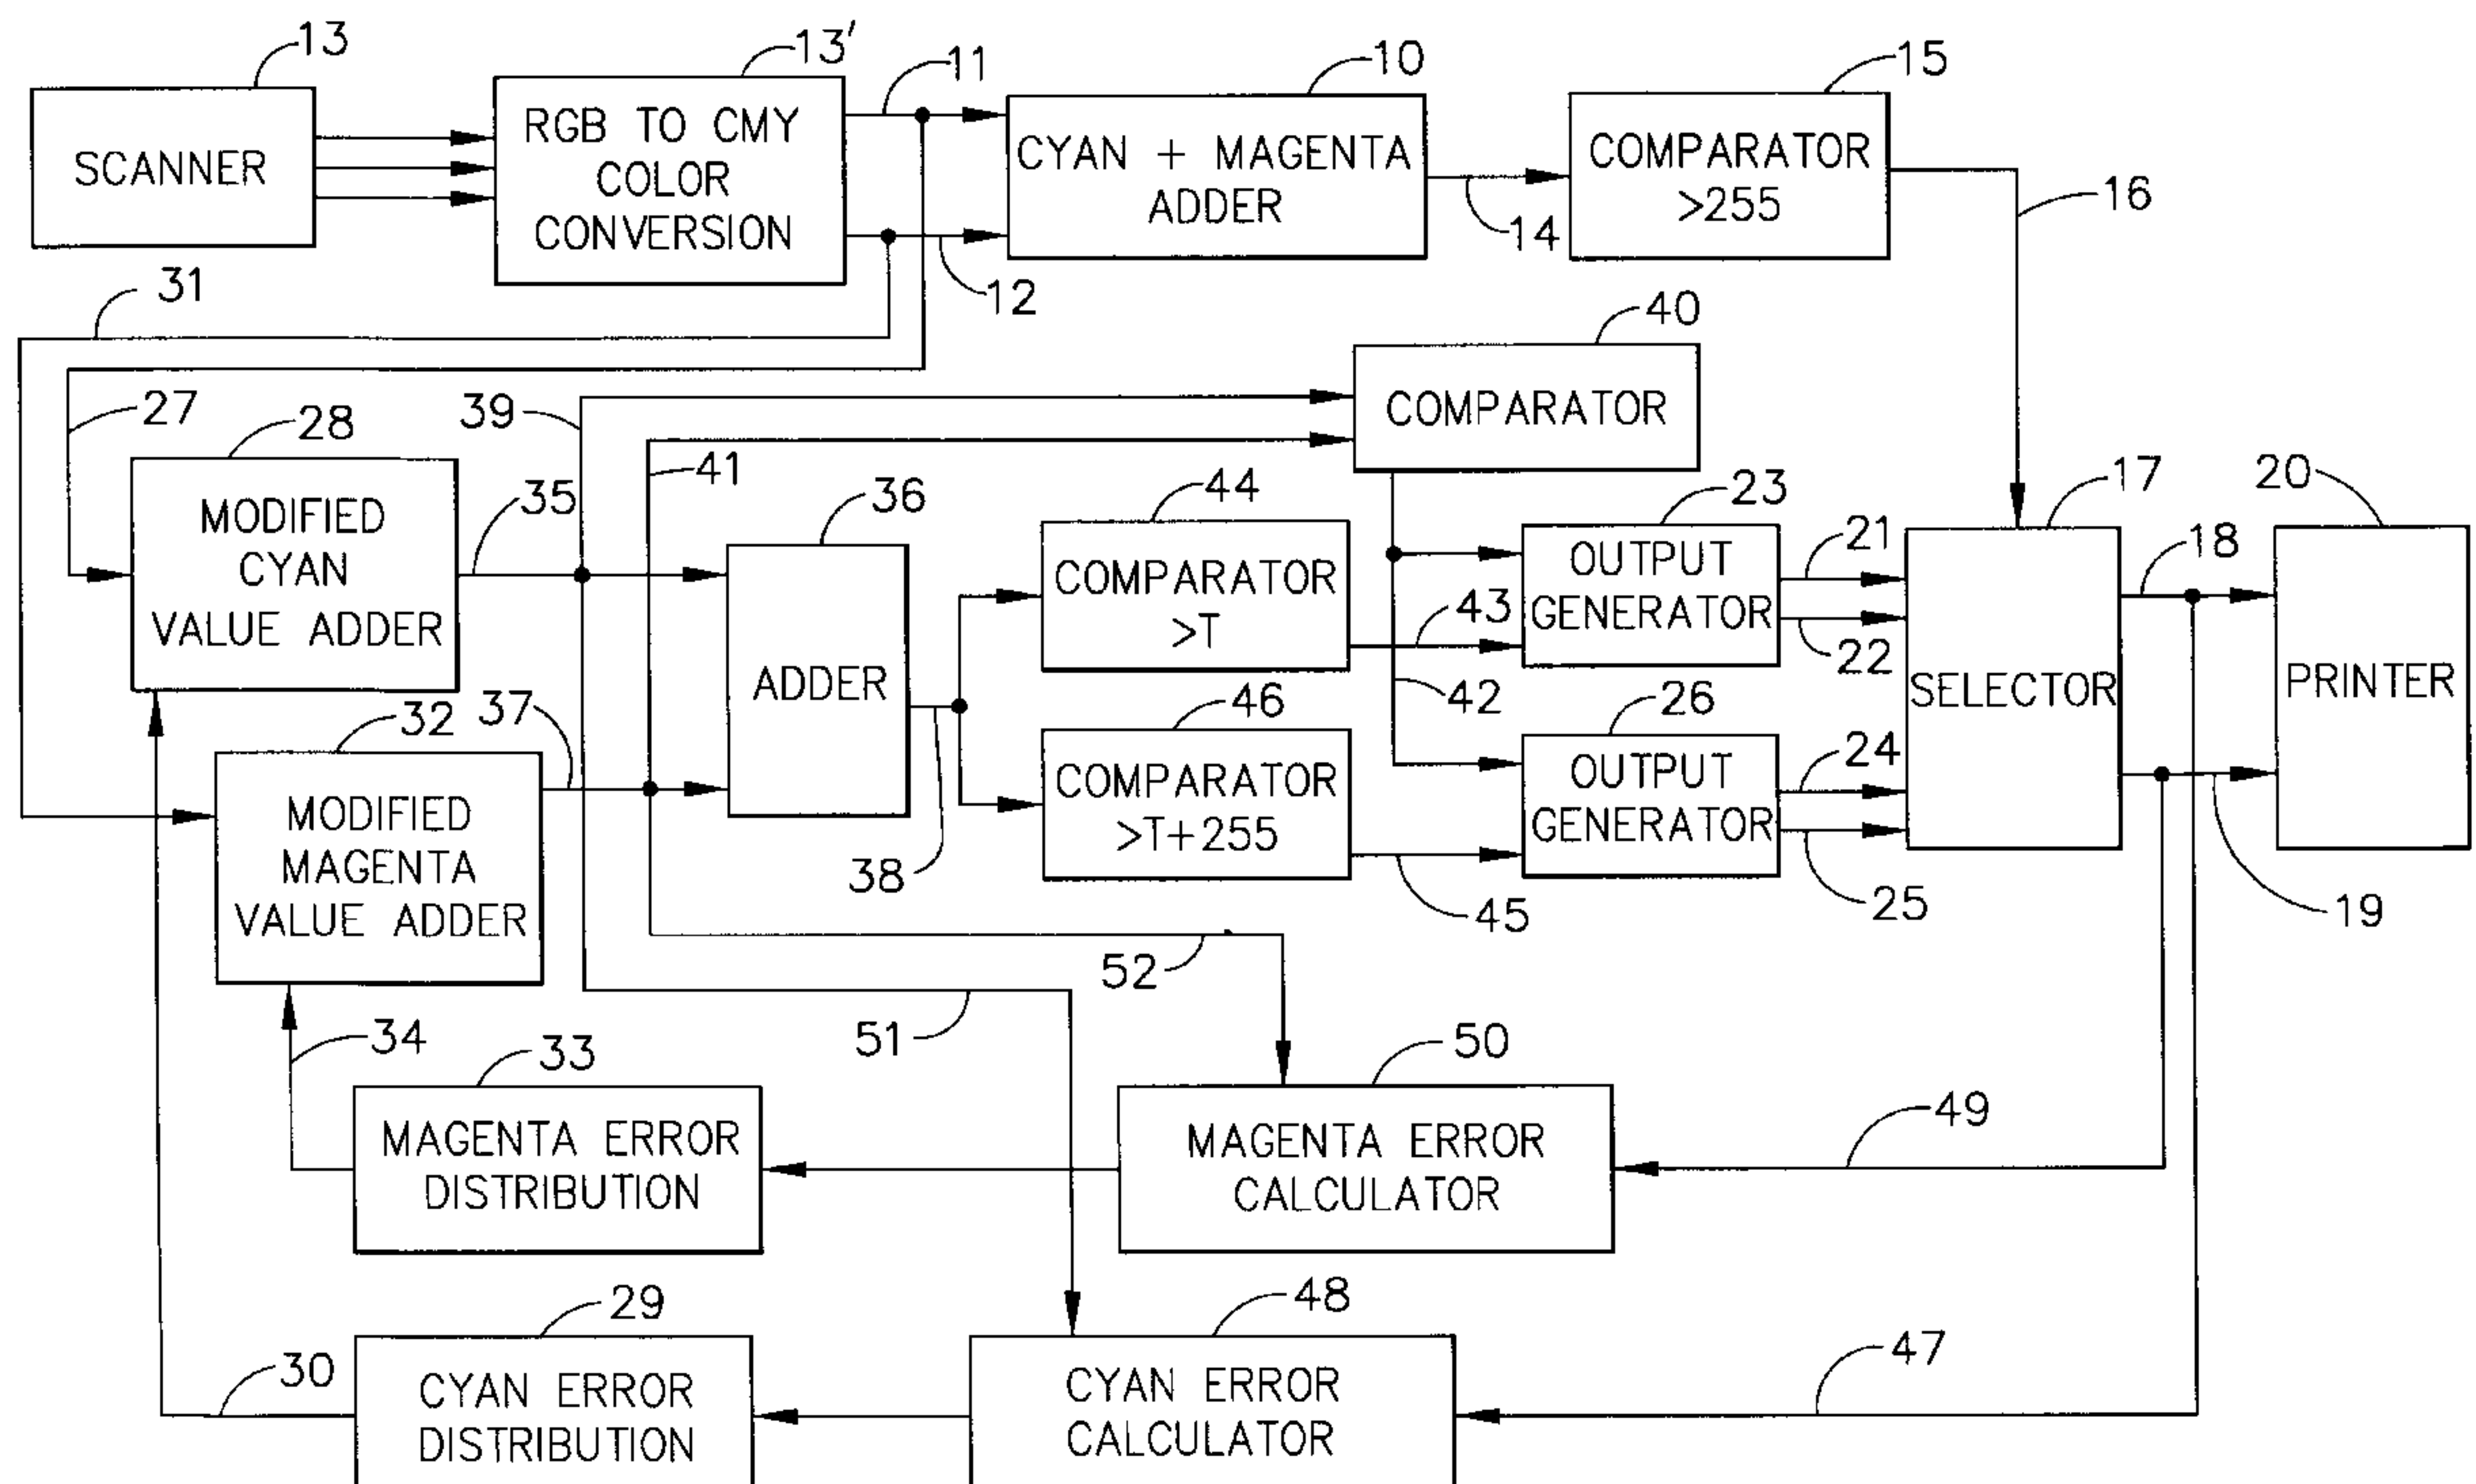 13
13'
11
10
15
SCANNER
RGB TO CMY
COLOR
CONVERSION
CYAN + MAGENTA
ADDER
COMPARATOR
>255
14
16
12
31
40
COMPARATOR
27
28
39
41
MODIFIED
CYAN
VALUE ADDER
35
36
44
23
17
20
COMPARATOR
>T
43
OUTPUT
GENERATOR
21
22
18
ADDER
42
SELECTOR
PRINTER
32
37
46
26
24
MODIFIED
MAGENTA
VALUE ADDER
38
COMPARATOR
>T+255
45
OUTPUT
GENERATOR
25
19
52
51
34
33
50
49
MAGENTA ERROR
DISTRIBUTION
MAGENTA ERROR
CALCULATOR
29
48
47
30
CYAN ERROR
DISTRIBUTION
CYAN ERROR
CALCULATOR